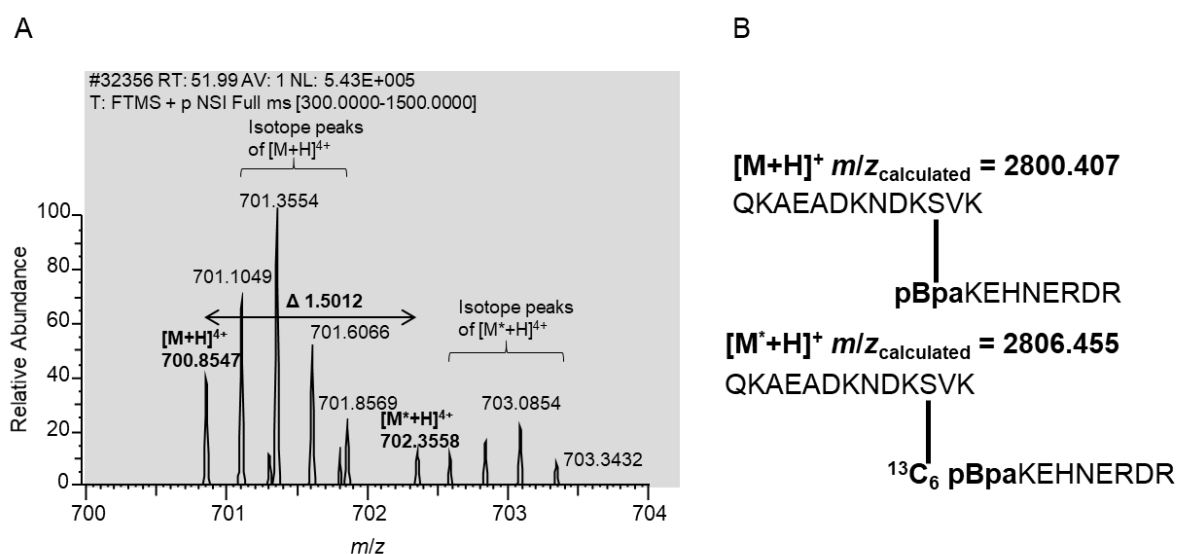 A
B
#32356 RT: 51.99 AV: 1 NL: 5.43E+005
T: FTMS + p NSI Full ms [300.0000-1500.0000]
Isotope peaks
of [M+H]⁴⁺
100
80
60
40
20
0
Relative Abundance
701.3554
701.1049
Δ 1.5012
[M+H]⁴⁺
700.8547
701.6066
701.8569
Isotope peaks
of [M*+H]⁴⁺
[M*+H]⁴⁺
702.3558
703.0854
703.3432
700 701 702 703 704
m/z
[M+H]⁺ m/z calculated = 2800.407
QKAEADKNDKSVK
pBpaKEHNERDR
[M*+H]⁺ m/z calculated = 2806.455
QKAEADKNDKSVK
¹³C₆ pBpaKEHNERDR